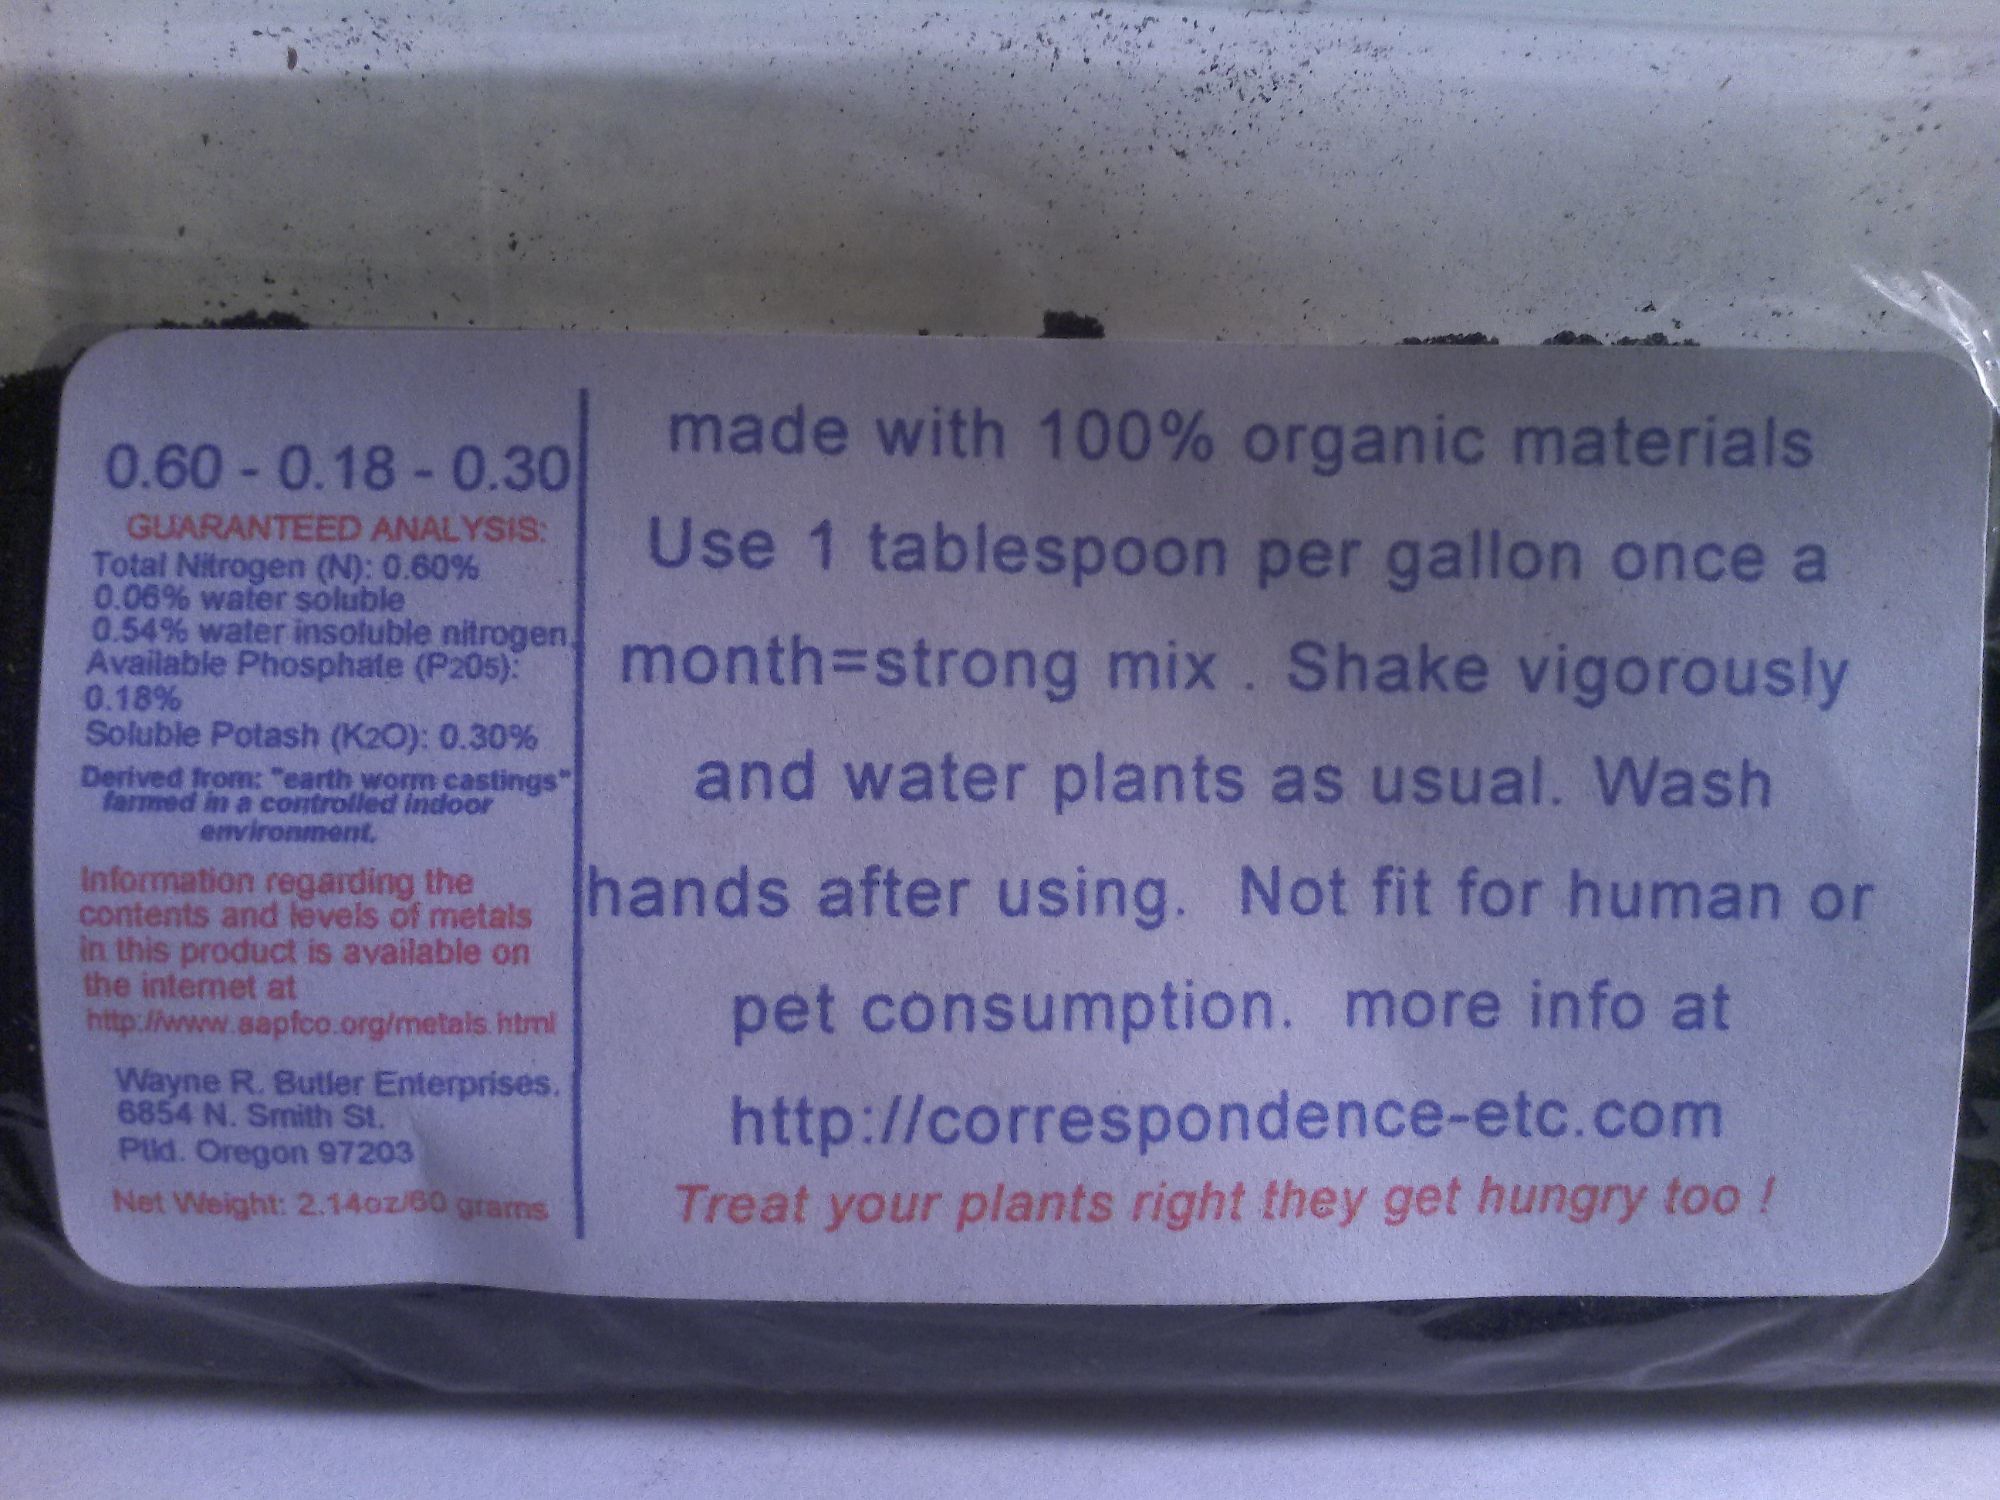 0.60 - 0.18 - 0.30
GUARANTEED ANALYSIS:
Total Nitrogen (N): 0.60%
0.06% water soluble
0.54% water insoluble nitrogen.
Available Phosphate (P205):
0.18%
Soluble Potash (K2O): 0.30%
Derived from: "earth worm castings"
farmed in a controlled indoor
environment.
Information regarding the
contents and levels of metals
in this product is available on
the internet at
http://www.aapfco.org/metals.html
Wayne R. Butler Enterprises.
6854 N. Smith St.
Ptld. Oregon 97203
Net Weight: 2.14oz/60 grams
made with 100% organic materials
Use 1 tablespoon per gallon once a
month=strong mix . Shake vigorously
and water plants as usual. Wash
hands after using. Not fit for human or
pet consumption. more info at
http://correspondence-etc.com
Treat your plants right they get hungry too !